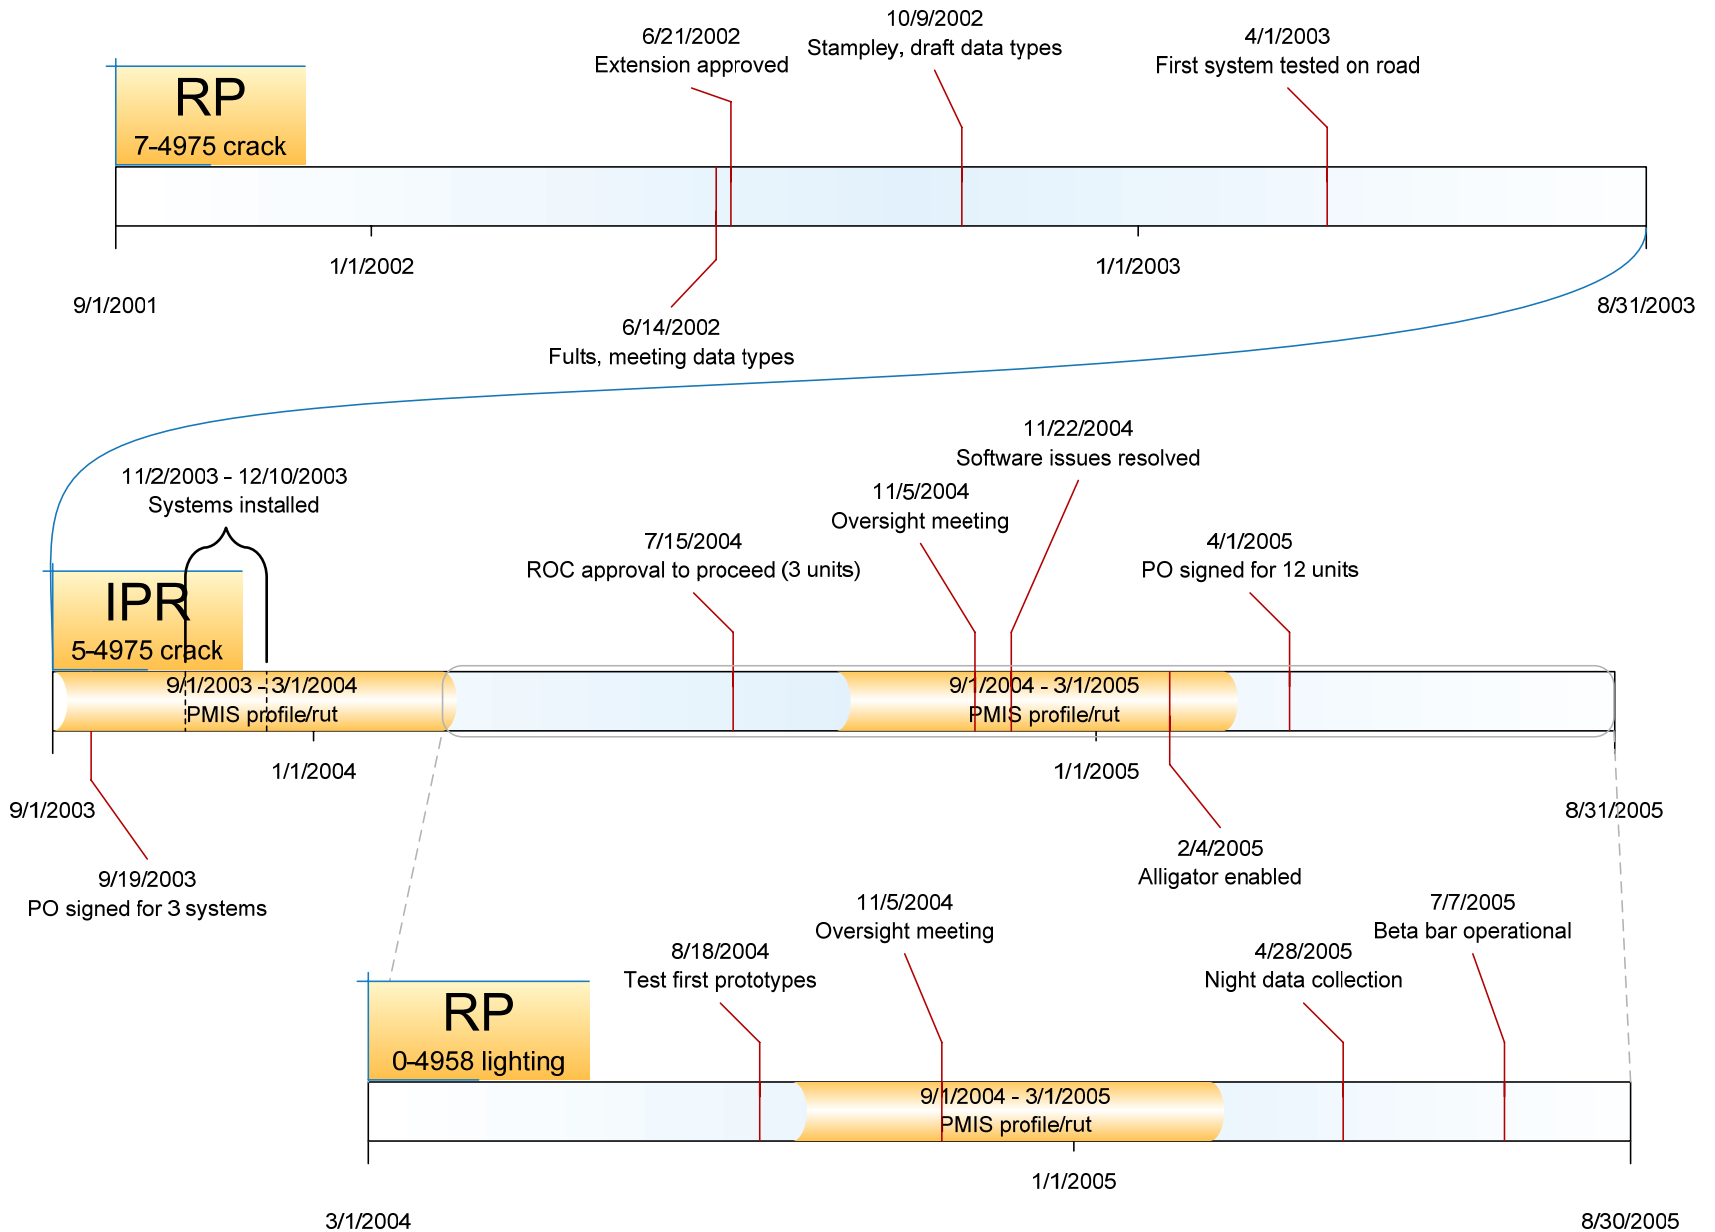 10/9/2002
Stampley, draft data types
6/21/2002
Extension approved
4/1/2003
First system tested on road
RP
7-4975 crack
1/1/2002
1/1/2003
9/1/2001
8/31/2003
6/14/2002
Fults, meeting data types
11/22/2004
Software issues resolved
11/2/2003 - 12/10/2003
Systems installed
11/5/2004
Oversight meeting
7/15/2004
ROC approval to proceed (3 units)
4/1/2005
PO signed for 12 units
IPR
5-4975 crack
9/1/2003 - 3/1/2004
PMIS profile/rut
9/1/2004 - 3/1/2005
PMIS profile/rut
1/1/2004
1/1/2005
9/1/2003
8/31/2005
9/19/2003
PO signed for 3 systems
2/4/2005
Alligator enabled
11/5/2004
Oversight meeting
7/7/2005
Beta bar operational
8/18/2004
Test first prototypes
4/28/2005
Night data collection
RP
0-4958 lighting
9/1/2004 - 3/1/2005
PMIS profile/rut
1/1/2005
3/1/2004
8/30/2005